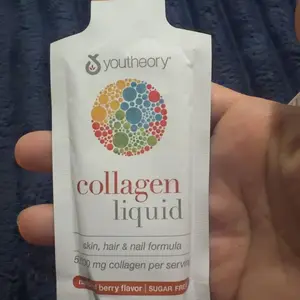 youtheory®
collagen
liquid
skin, hair & nail formula
mg collagen per serving
berry flavor | SUGAR FREE